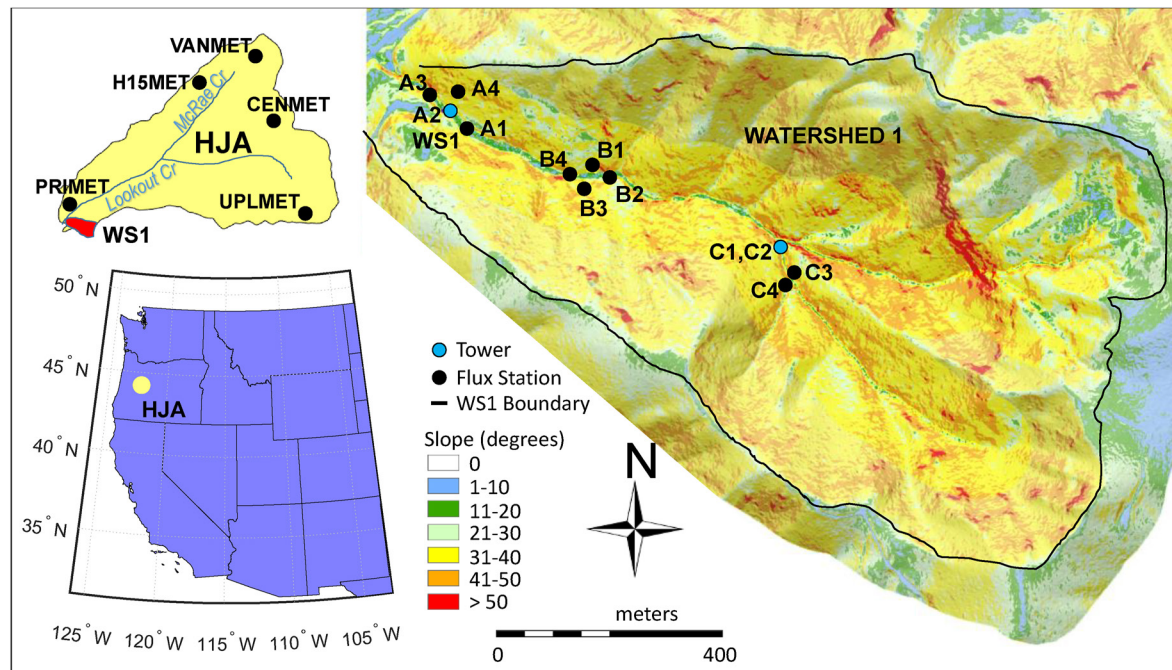 VANMET
H15MET
McRae Cr
CENMET
HJA
PRIMET
Lookout Cr
UPLMET
WS1
50° N
45° N
40° N
35° N
HJA
125° W
120° W
115° W
110° W
105° W
A3
A4
A2
WS1
A1
WATERSHED 1
B4
B1
B2
B3
C1,C2
C3
C4
Tower
Flux Station
WS1 Boundary
Slope (degrees)
0
1-10
11-20
21-30
31-40
41-50
> 50
N
meters
0
400